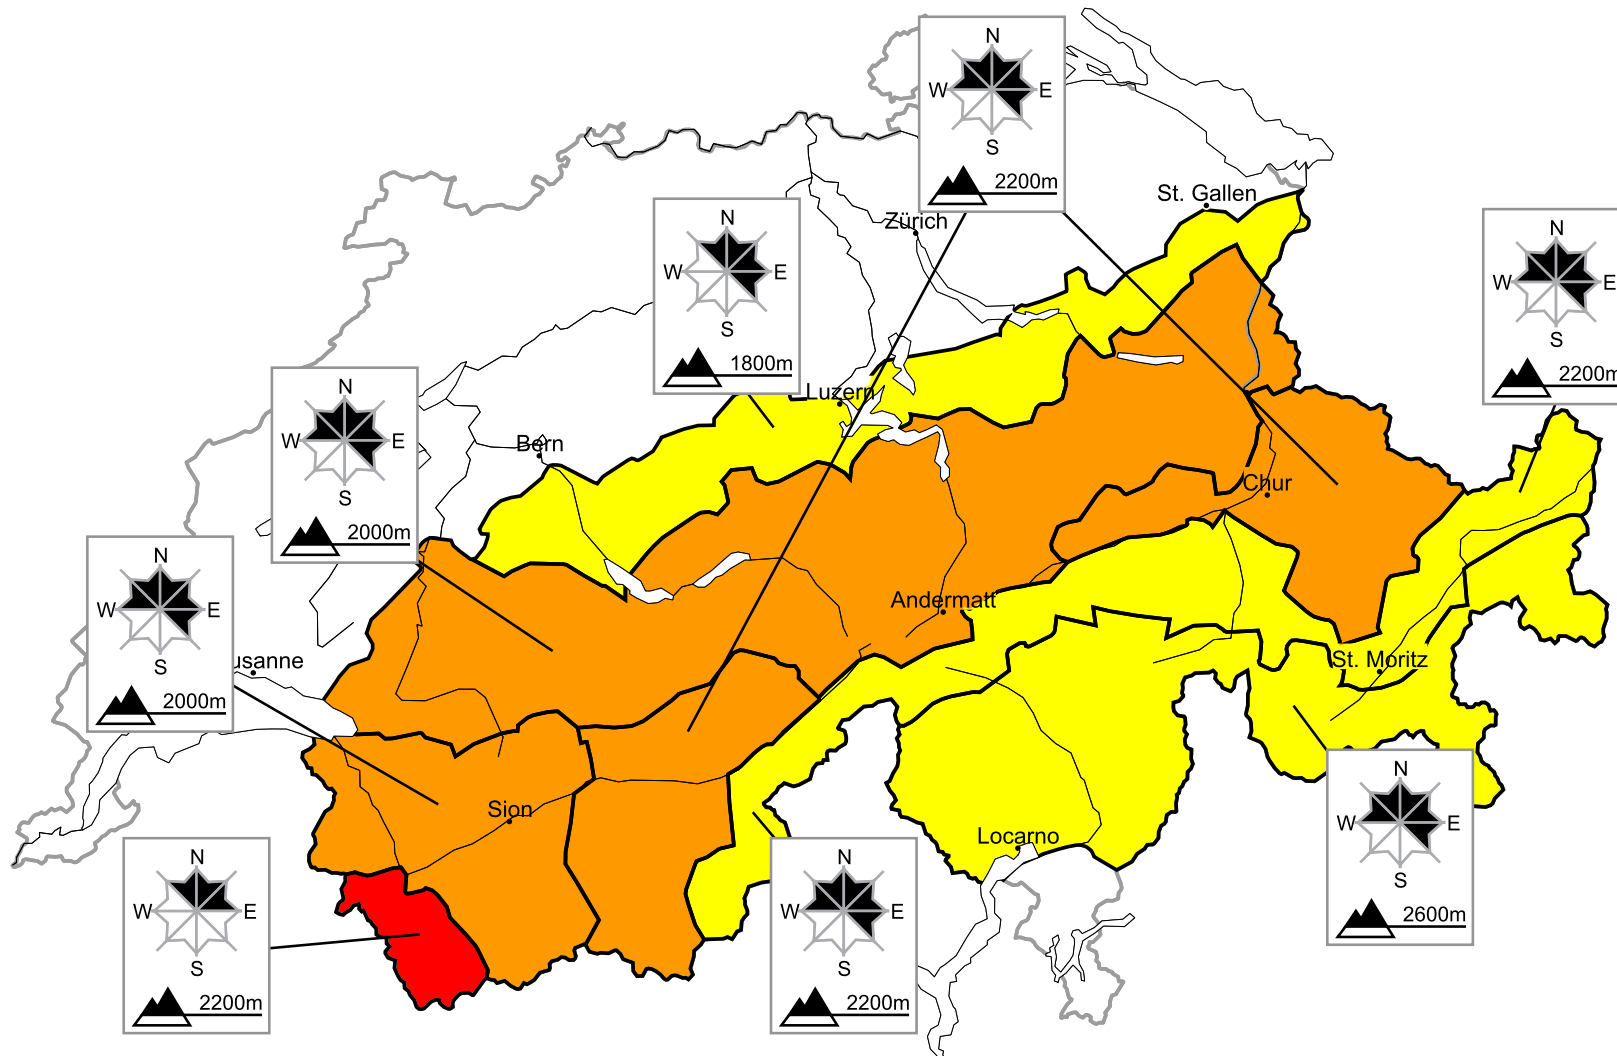 N
W E
S
2200m
St. Gallen
Zürich
N
W E
S
1800m
N
W E
S
2200m
Luzern
N
W E
S
2000m
Bern
Chur
N
W E
S
2000m
Andermatt
usanne
St. Moritz
N
W E
S
2600m
Sion
Locarno
N
W E
S
2200m
N
W E
S
2200m